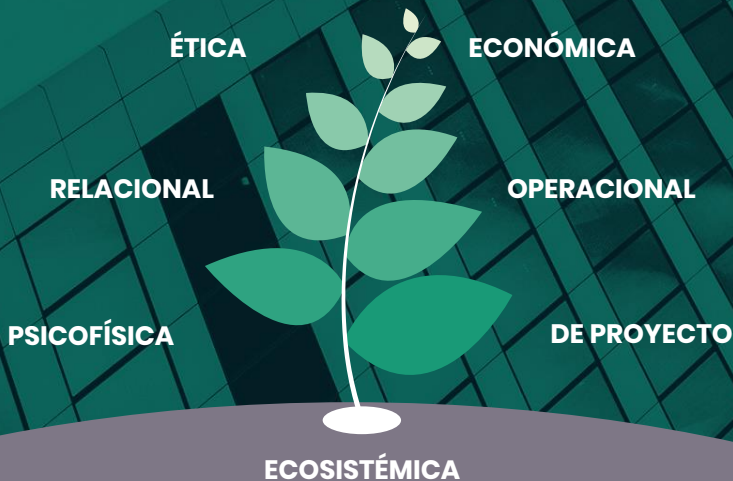 ÉTICA
ECONÓMICA
RELACIONAL
OPERACIONAL
PSICOFÍSICA
DE PROYECTO
ECOSISTÉMICA